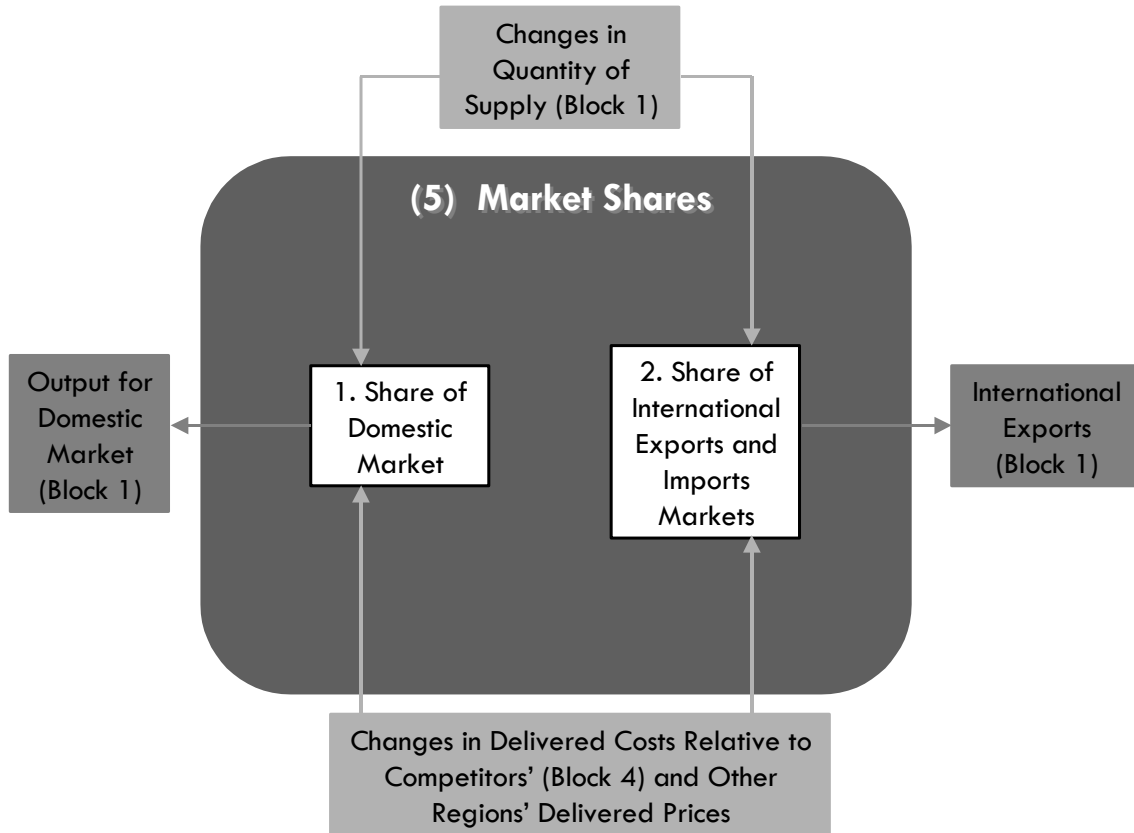 Changes in
Quantity of
Supply (Block 1)
(5) Market Shares
Output for
Domestic
Market
(Block 1)
1. Share of
Domestic
Market
2. Share of
International
Exports and
Imports
Markets
International
Exports
(Block 1)
Changes in Delivered Costs Relative to
Competitors’ (Block 4) and Other
Regions’ Delivered Prices